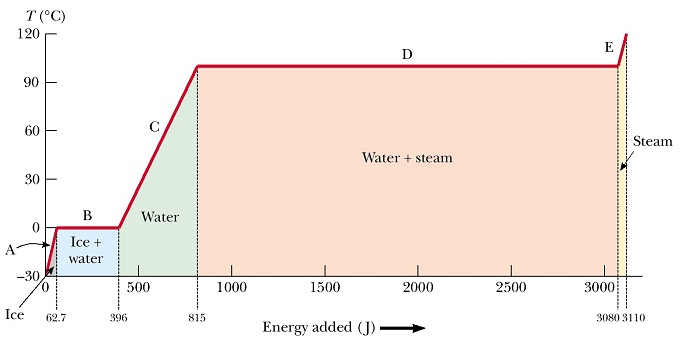 T (°C)
120
90
60
30
0
–30
A
B
C
D
E
Ice
Ice +
water
Water
Water + steam
Steam
0
500
1000
1500
2000
2500
3000
62.7
396
815
3080 3110
Energy added (J)